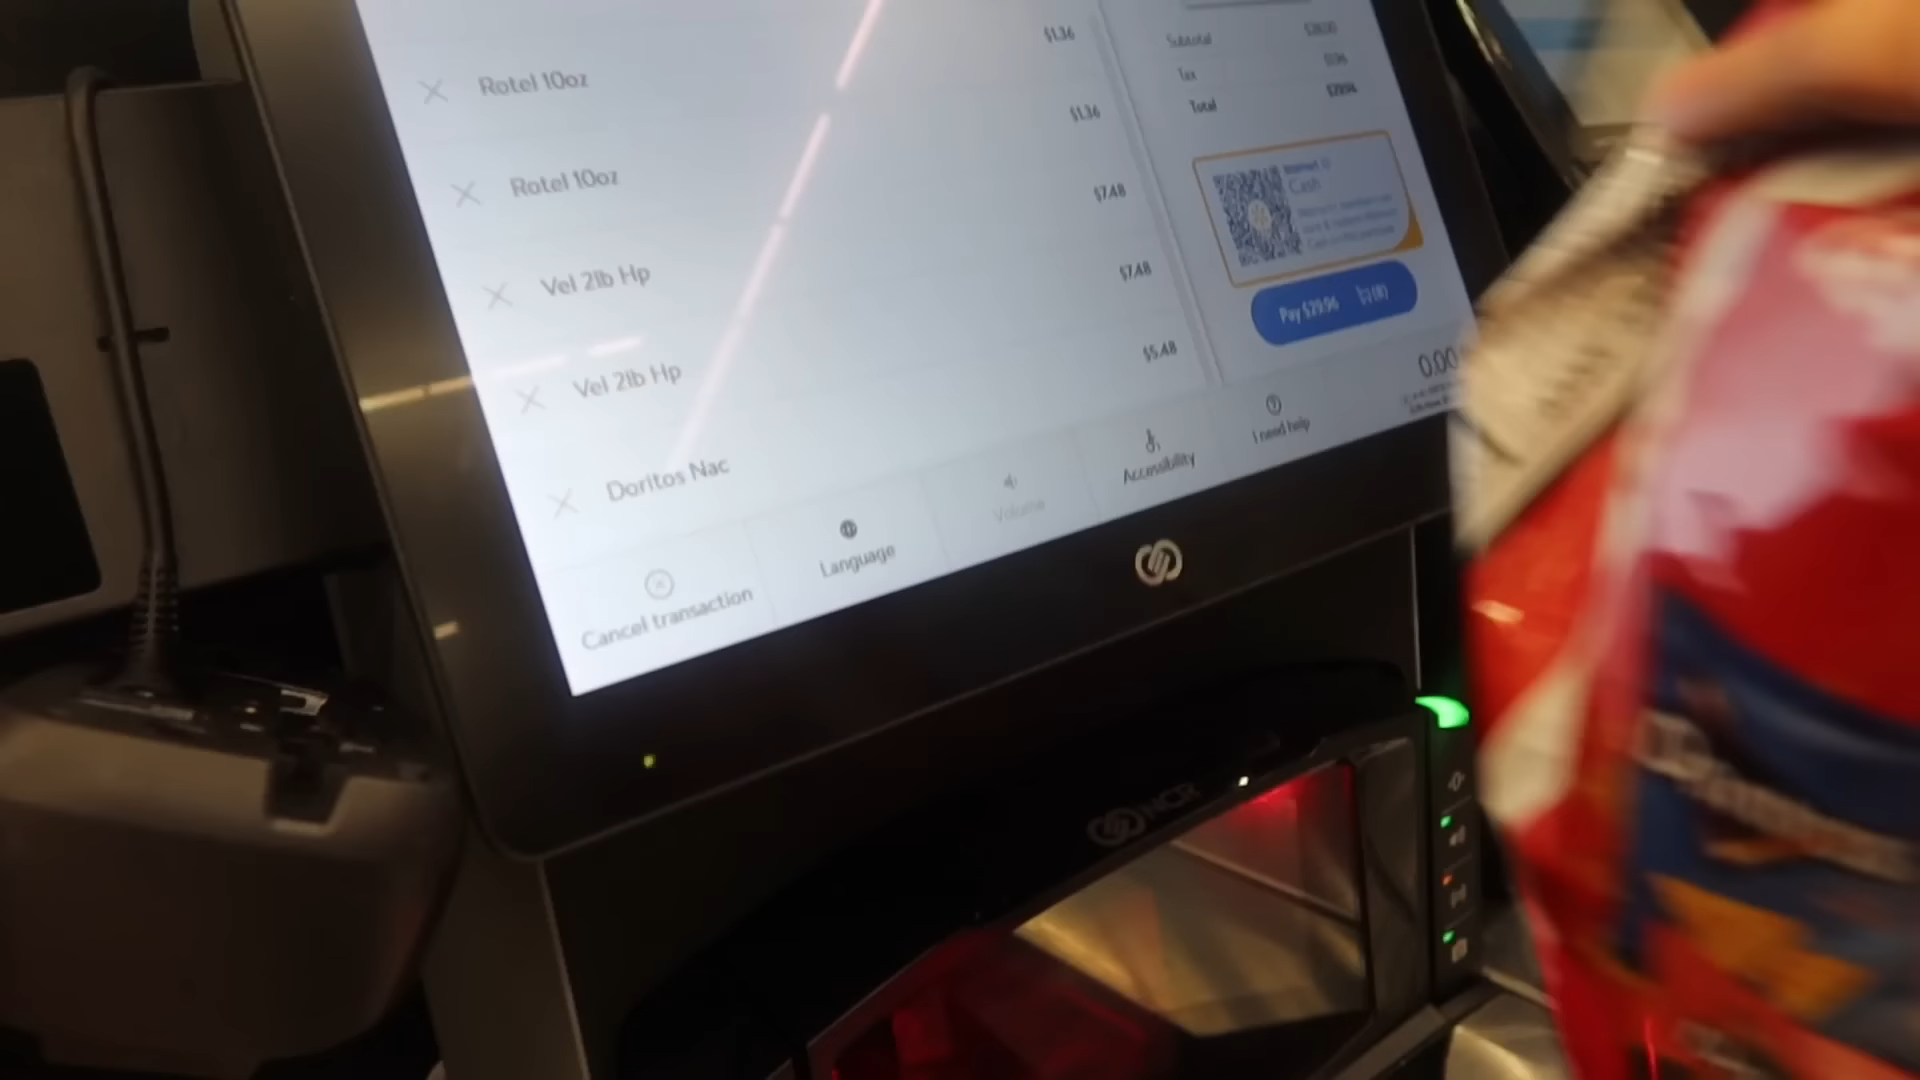 $1.36
Rotel 10oz
$1.36
Rotel 10oz
$7.48
Vel 2lb Hp
$7.48
Vel 2lb Hp
$5.48
Doritos Nac
Subtotal
Tax
Total
Walmart
Cash
Pay $29.96 (8)
0.00
Cancel transaction
Language
Volume
Accessibility
I need help
NCR